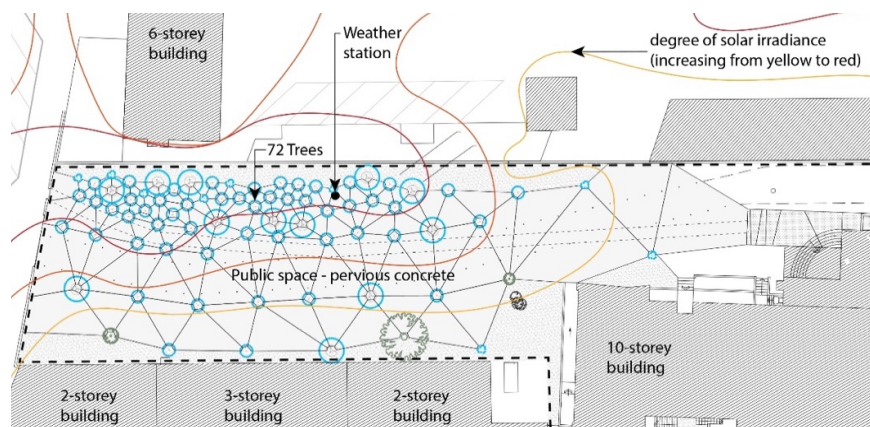 6-storey
building
Weather
station
degree of solar irradiance
(increasing from yellow to red)
72 Trees
Public space - pervious concrete
10-storey
building
2-storey
building
3-storey
building
2-storey
building